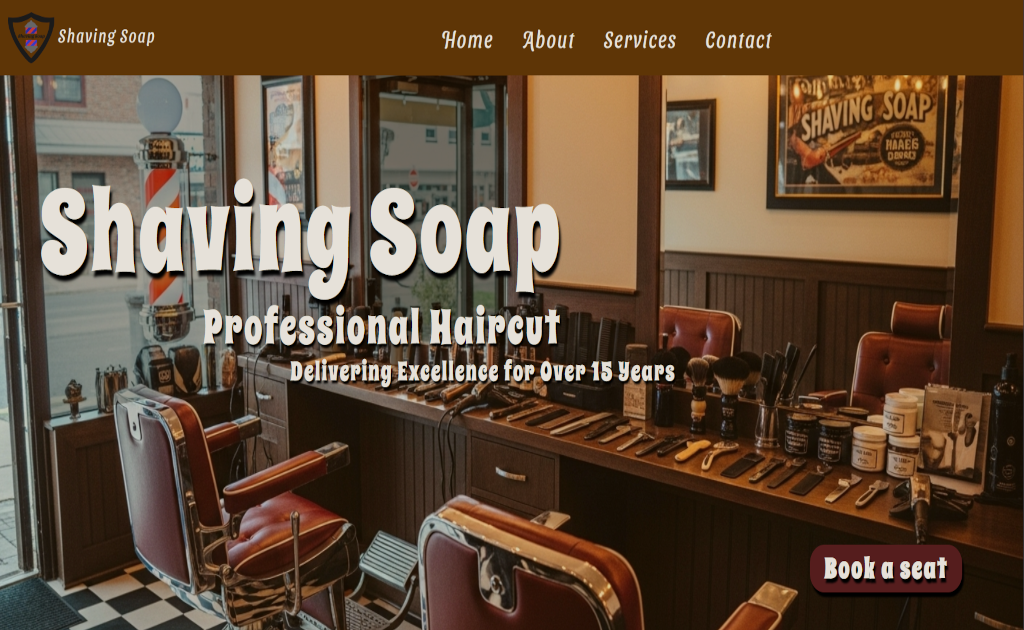 Shaving Soap
Home About Services Contact
SHAVING SOAP
Shaving Soap
Professional Haircut
Delivering Excellence for Over 15 Years
Book a seat